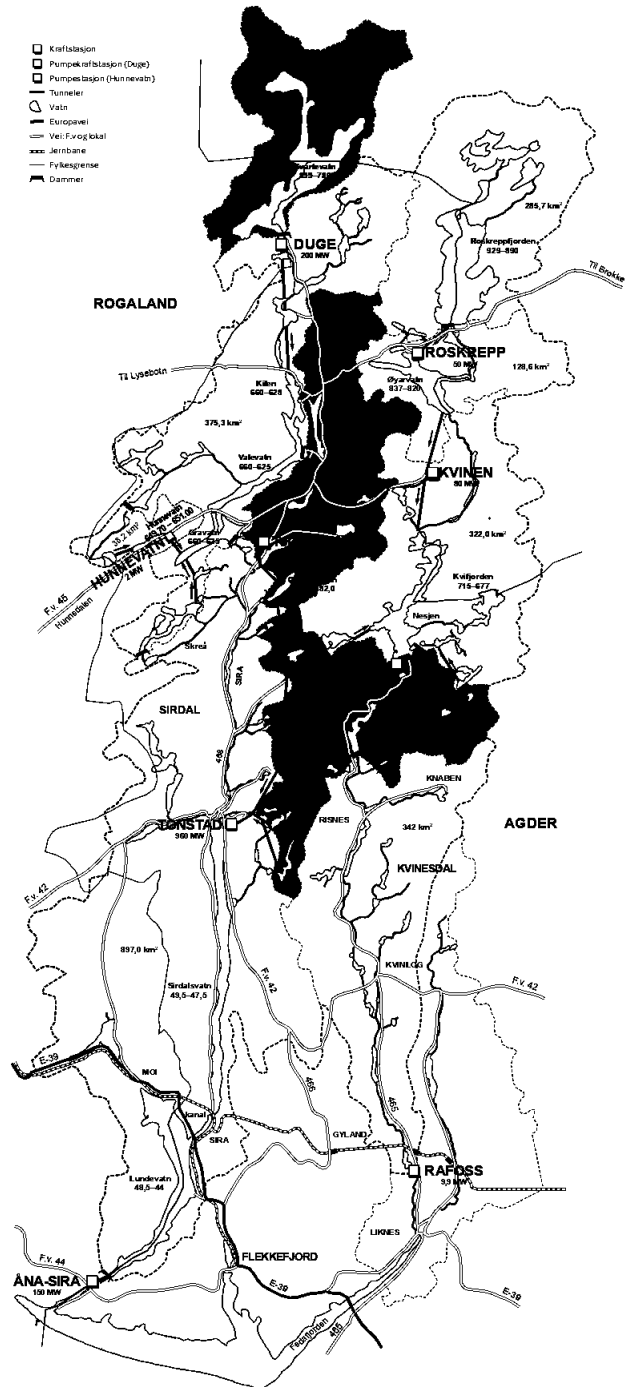 Kraftstasjon
Pumpekraftstasjon (Duge)
Pumpestasjon (Hunnevatn)
Tunneler
Vatn
Europavei
Vei: F.v og lokal
Jernbane
Fylkesgrense
Dammer
285,7 km²
Roskreppfjorden
929–890
DUGE
200 MW
Til Brokke
ROGALAND
ROSKREPP
50 MW
Til Lysebotn
128,6 km²
Kilen
660–628
Øyarvatn
837–820
375,3 km²
Valevatn
660–625
KVINEN
80 MW
Hunnevatn
HUNNEVATN
2 MW
Gravatn
322,0 km²
F.v. 45
Hunnedalen
Kvifjorden
715–677
Nesjen
Skreå
SIRA
SIRDAL
468
KNABEN
TONSTAD
960 MW
RISNES
342 km²
AGDER
KVINESDAL
F.v. 42
897,0 km²
KVINLOG
F.v. 42
F.v. 42
Sirdalsvatn
49,5–47,5
E-39
MOI
466
465
kanal
SIRA
GYLAND
Lundevatn
48,5–44
RAFOSS
9,9 MW
LIKNES
F.v. 44
FLEKKEFJORD
ÅNA-SIRA
150 MW
E-39
E-39
Fedafjorden
465